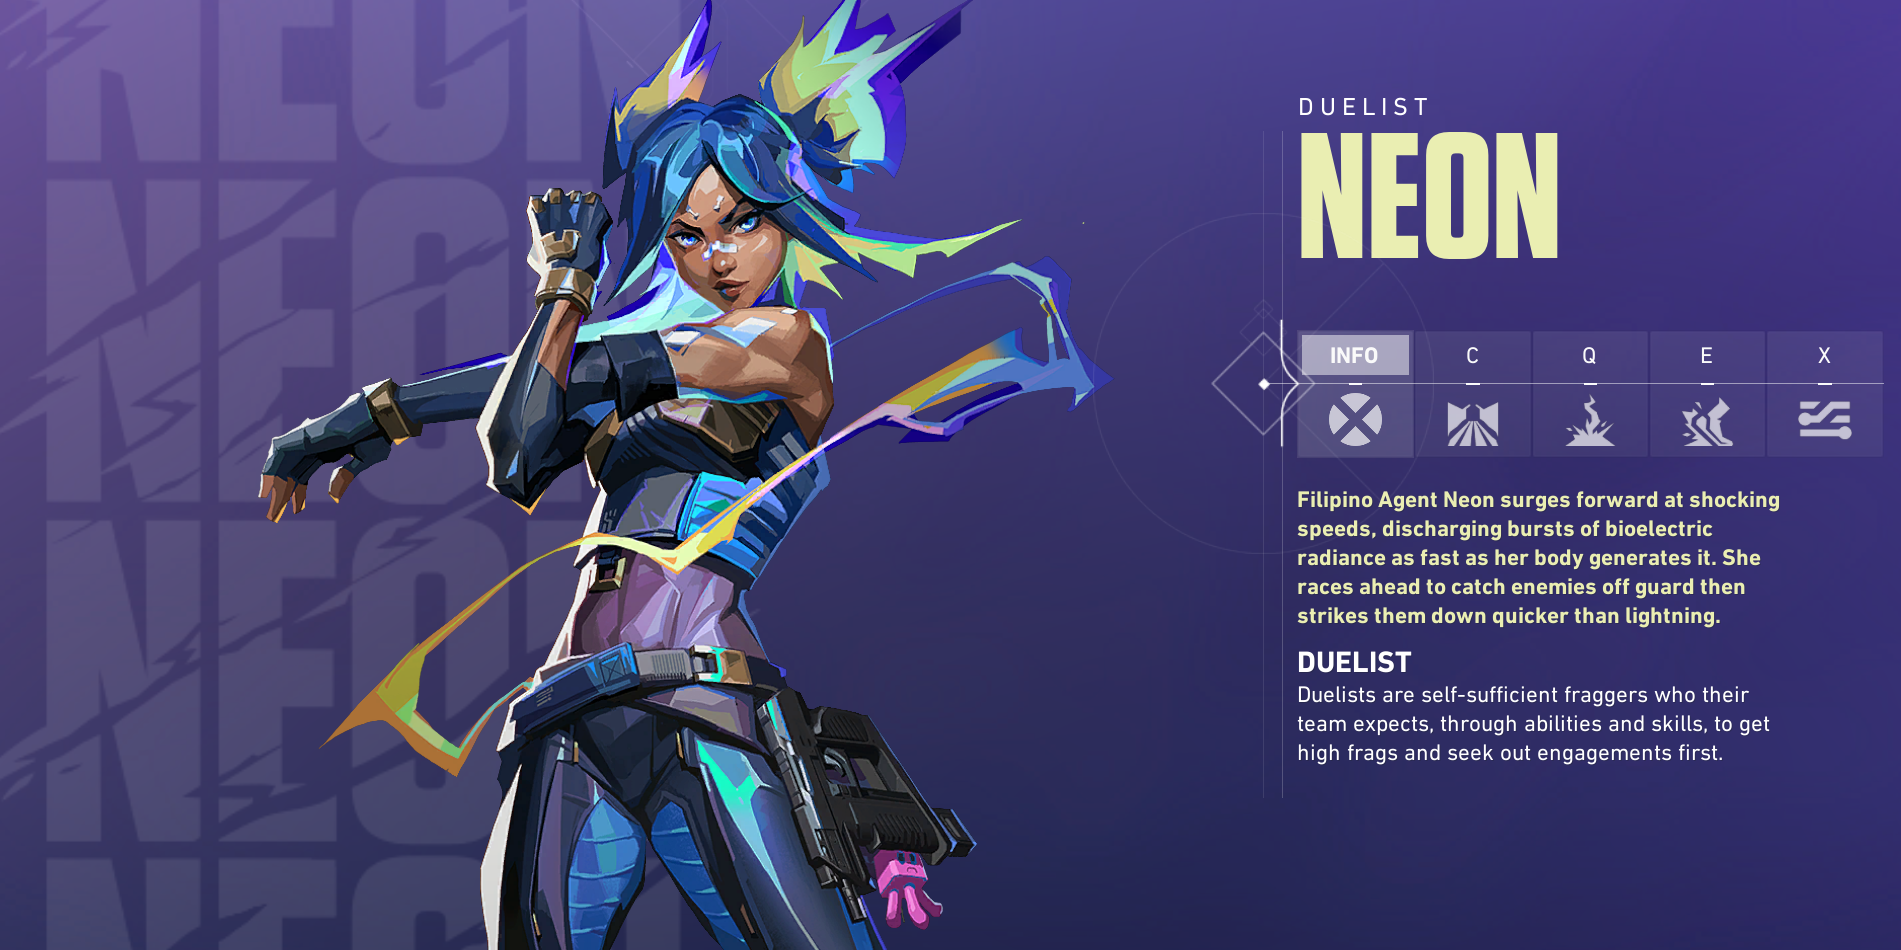 NEON
NEON
NEON
DUELIST
NEON
INFO
C
Q
E
X
Filipino Agent Neon surges forward at shocking
speeds, discharging bursts of bioelectric
radiance as fast as her body generates it. She
races ahead to catch enemies off guard then
strikes them down quicker than lightning.
DUELIST
Duelists are self-sufficient fraggers who their
team expects, through abilities and skills, to get
high frags and seek out engagements first.